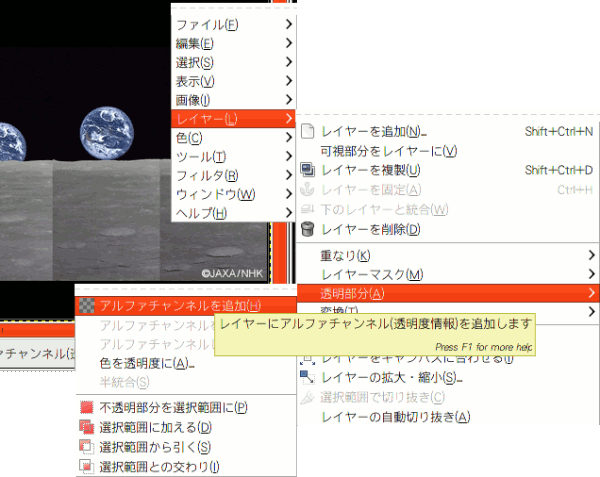 ファイル(F)
編集(E)
選択(S)
表示(V)
画像(I)
レイヤー(L)
色(C)
ツール(T)
フィルタ(R)
ウィンドウ(W)
ヘルプ(H)
©JAXA/NHK
レイヤーを追加(N)... Shift+Ctrl+N
可視部分をレイヤーに(V)
レイヤーを複製(U) Shift+Ctrl+D
レイヤーを固定(A) Ctrl+H
下のレイヤーと統合(W)
レイヤーを削除(D)
重なり(K)
レイヤーマスク(M)
透明部分(A)
変換(T)
レイヤーをキャンバスに合わせる(I)
レイヤーの拡大・縮小(S)...
選択範囲で切り抜き(C)
レイヤーの自動切り抜き(A)
アルファチャンネルを追加(H)
アルファチャンネル
アルファチャンネル
色を透明度に(A)...
半統合(S)
不透明部分を選択範囲に(P)
選択範囲に加える(D)
選択範囲から引く(S)
選択範囲との交わり(I)
レイヤーにアルファチャンネル(透明度情報)を追加します
Press F1 for more help
ァチャンネル(